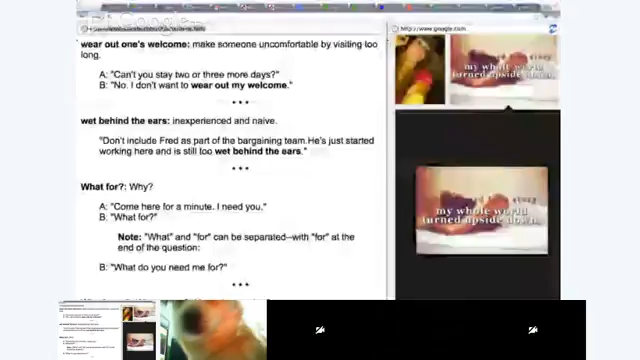 wear out one's welcome: make someone uncomfortable by visiting too
long.
A: "Can't you stay two or three more days?"
B: "No. I don't want to wear out my welcome."
* * *
wet behind the ears: inexperienced and naive.
"Don't include Fred as part of the bargaining team. He's just started
working here and is still too wet behind the ears."
* * *
What for?: Why?
A: "Come here for a minute. I need you."
B: "What for?"
Note: "What" and "for" can be separated--with "for" at the
end of the question:
B: "What do you need me for?"
* * *
http://www.google.com
story
my whole world
turned upside down.
story
my whole world
turned upside down.